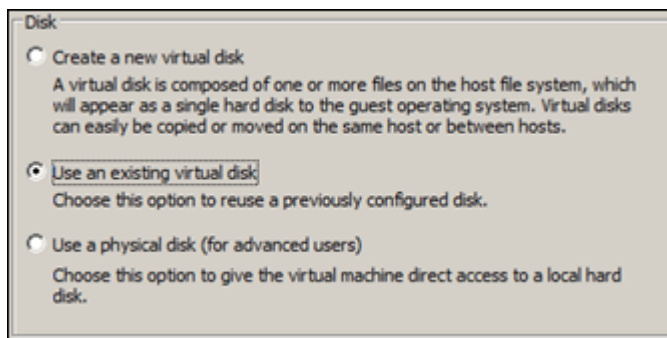 Disk
Create a new virtual disk
A virtual disk is composed of one or more files on the host file system, which
will appear as a single hard disk to the guest operating system. Virtual disks
can easily be copied or moved on the same host or between hosts.
Use an existing virtual disk
Choose this option to reuse a previously configured disk.
Use a physical disk (for advanced users)
Choose this option to give the virtual machine direct access to a local hard
disk.